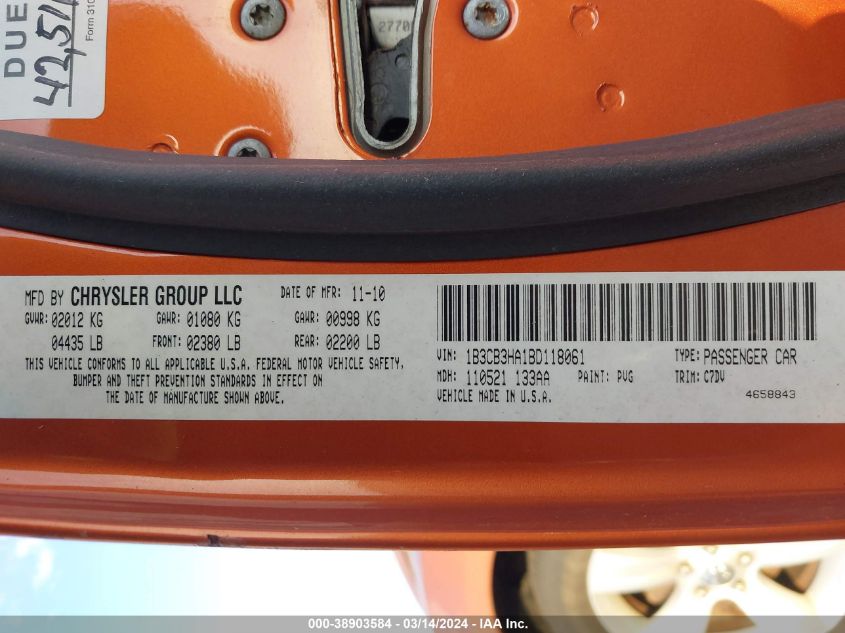 DUE
42,511
Form 310
2770
MFD BY CHRYSLER GROUP LLC DATE OF MFR: 11-10
GVWR: 02012 KG GAWR: 01080 KG GAWR: 00998 KG
04435 LB FRONT: 02380 LB REAR: 02200 LB
THIS VEHICLE CONFORMS TO ALL APPLICABLE U.S.A. FEDERAL MOTOR VEHICLE SAFETY,
BUMPER AND THEFT PREVENTION STANDARDS IN EFFECT ON
THE DATE OF MANUFACTURE SHOWN ABOVE.
VIN: 1B3CB3HA1BD118061 TYPE: PASSENGER CAR
MDH: 110521 133AA PAINT: PVG TRIM: C7DV
VEHICLE MADE IN U.S.A. 4658843
000-38903584 - 03/14/2024 - IAA Inc.